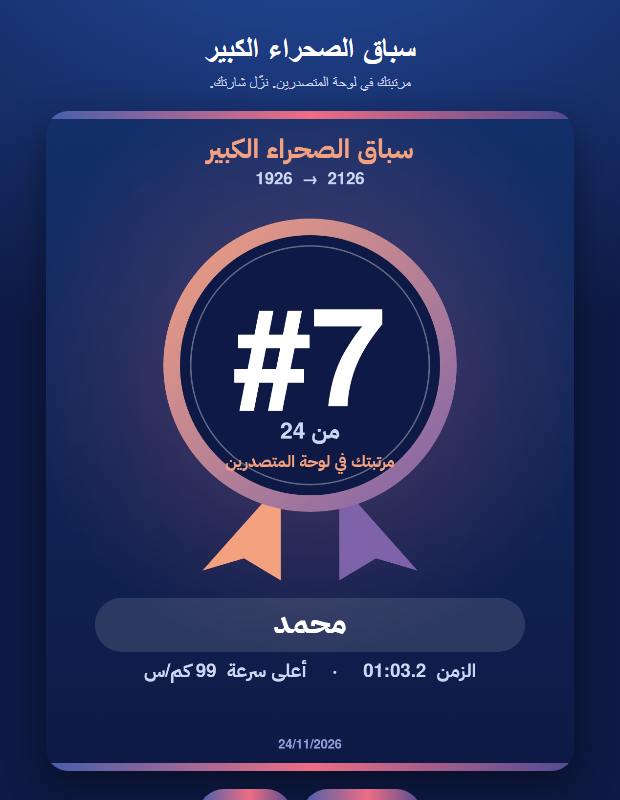 سباق الصحراء الكبير
مرتبتك في لوحة المتصدرين. نزّل شارتك.
سباق الصحراء الكبير
1926 → 2126
#7
من 24
مرتبتك في لوحة المتصدرين
محمد
الزمن 01:03.2 · أعلى سرعة 99 كم/س
24/11/2026